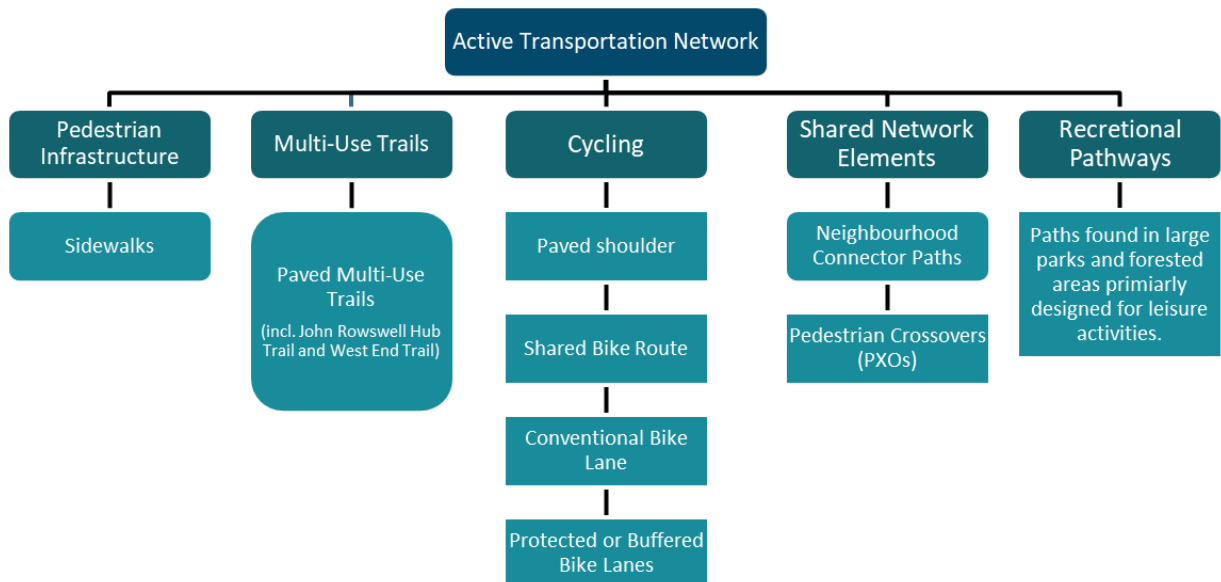 Active Transportation Network
Pedestrian
Infrastructure
Sidewalks
Multi-Use Trails
Paved Multi-Use
Trails
(incl. John Rowswell Hub
Trail and West End Trail)
Cycling
Paved shoulder
Shared Bike Route
Conventional Bike
Lane
Protected or Buffered
Bike Lanes
Shared Network
Elements
Neighbourhood
Connector Paths
Pedestrian Crossovers
(PXOs)
Recretional
Pathways
Paths found in large
parks and forested
areas primiarly
designed for leisure
activities.